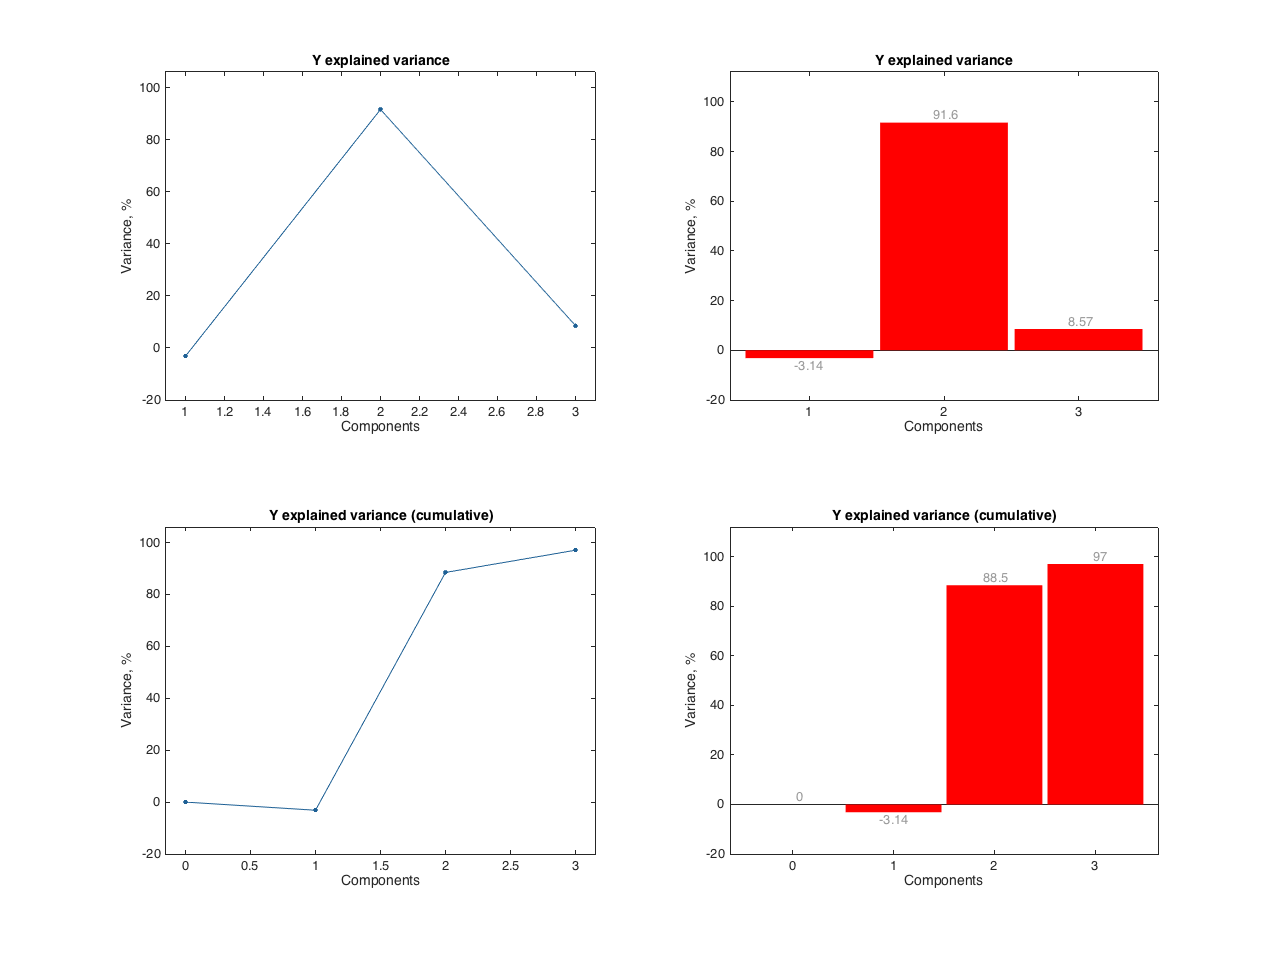 Y explained variance
100
80
60
40
20
0
-20
1 1.2 1.4 1.6 1.8 2 2.2 2.4 2.6 2.8 3
Components
Variance, %
Y explained variance
100
80
60
40
20
0
-20
-3.14
91.6
8.57
1 2 3
Components
Variance, %
Y explained variance (cumulative)
100
80
60
40
20
0
-20
0 0.5 1 1.5 2 2.5 3
Components
Variance, %
Y explained variance (cumulative)
100
80
60
40
20
0
-20
0
-3.14
88.5
97
0 1 2 3
Components
Variance, %